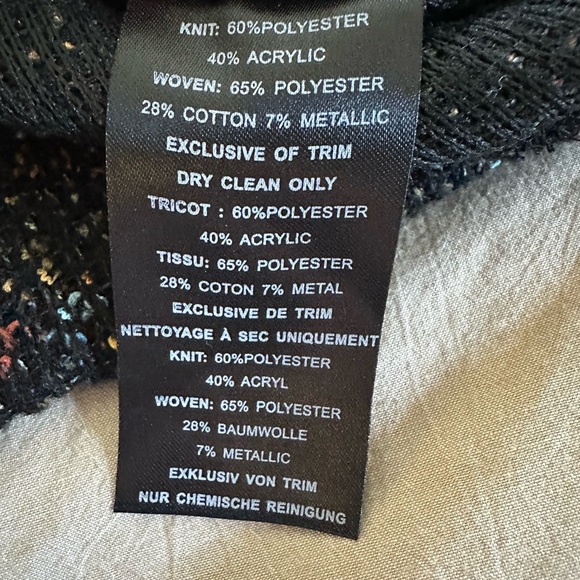 KNIT: 60%POLYESTER
40% ACRYLIC
WOVEN: 65% POLYESTER
28% COTTON 7% METALLIC
EXCLUSIVE OF TRIM
DRY CLEAN ONLY
TRICOT : 60%POLYESTER
40% ACRYLIC
TISSU: 65% POLYESTER
28% COTON 7% METAL
EXCLUSIVE DE TRIM
NETTOYAGE À SEC UNIQUEMENT
KNIT: 60%POLYESTER
40% ACRYL
WOVEN: 65% POLYESTER
28% BAUMWOLLE
7% METALLIC
EXKLUSIV VON TRIM
NUR CHEMISCHE REINIGUNG